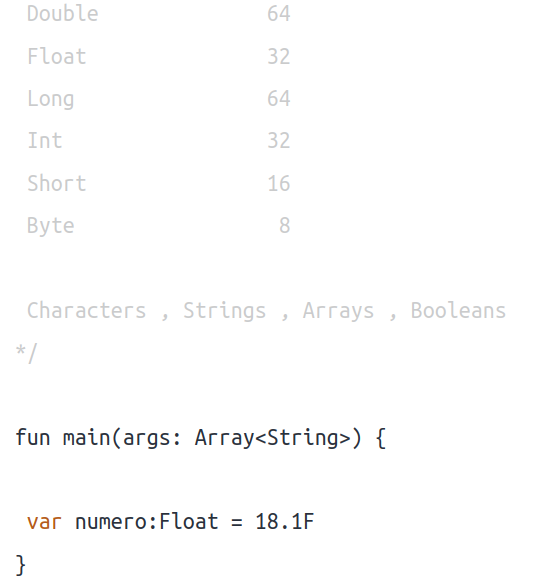 Double 64
Float 32
Long 64
Int 32
Short 16
Byte 8
Characters , Strings , Arrays , Booleans
*/
fun main(args: Array<String>) {
var numero:Float = 18.1F
}